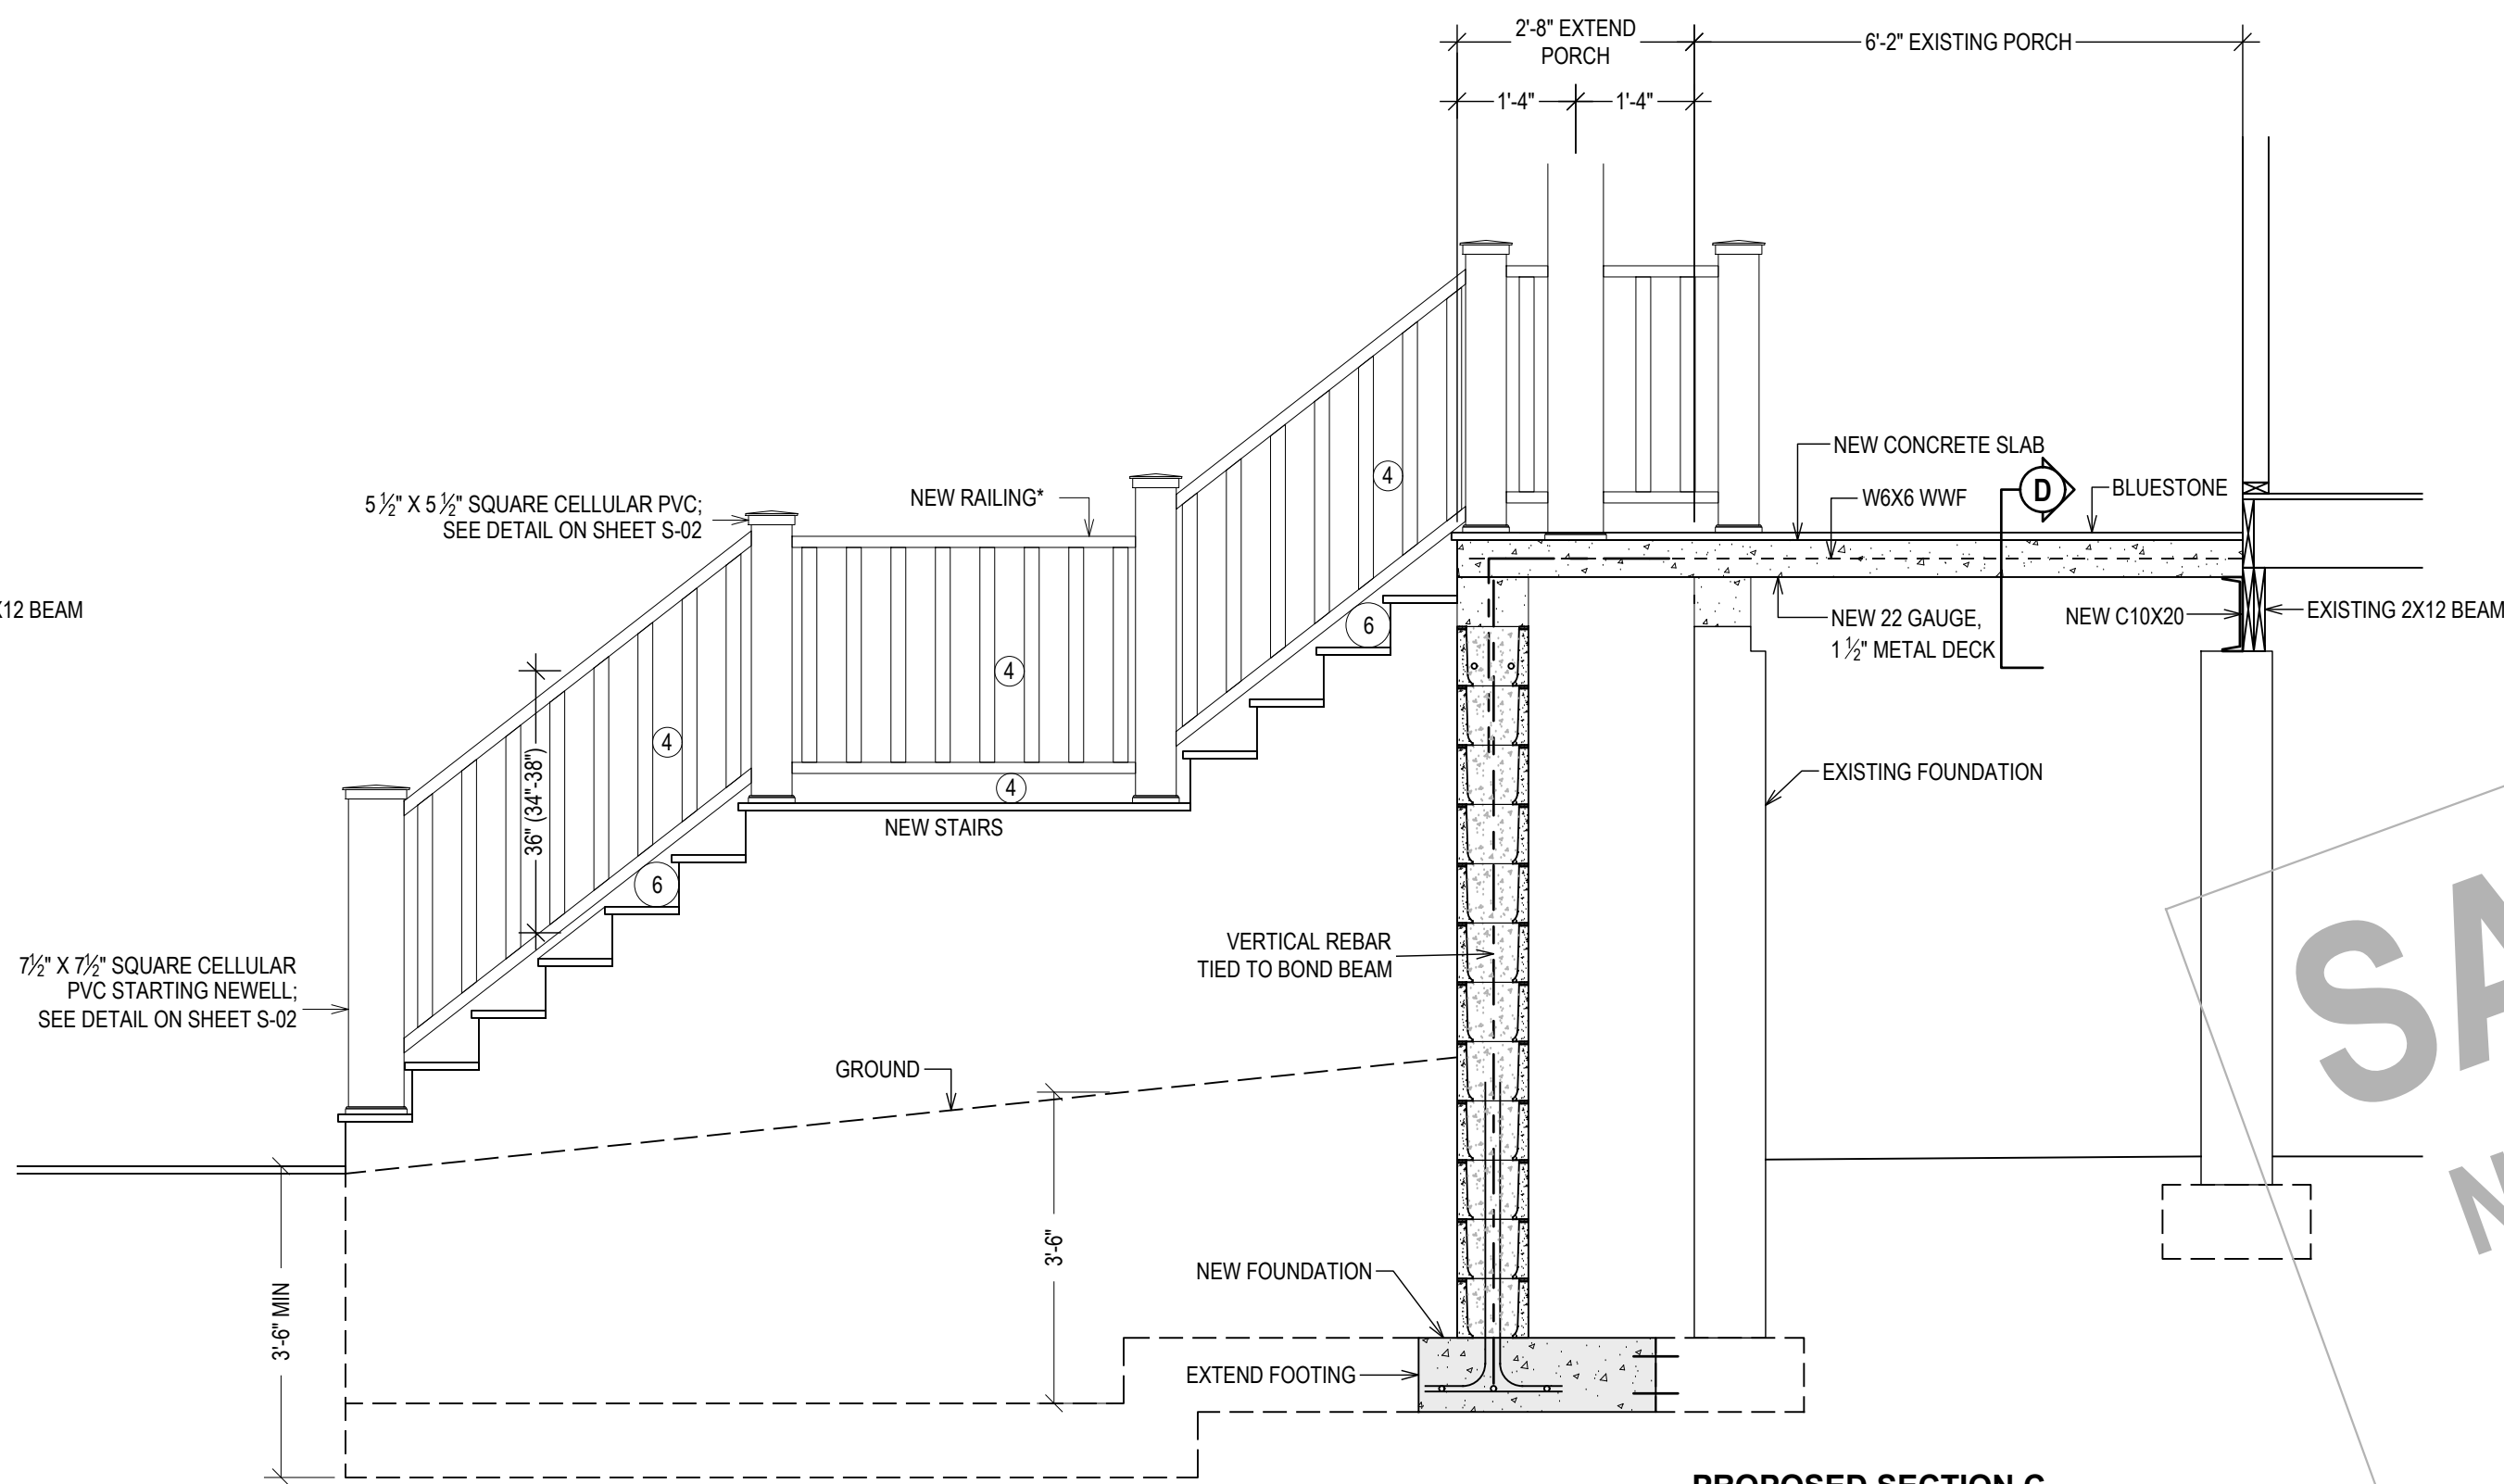 2'-8" EXTEND
PORCH
6'-2" EXISTING PORCH
1'-4"
1'-4"
NEW CONCRETE SLAB
W6X6 WWF
D
BLUESTONE
5 ½" X 5 ½" SQUARE CELLULAR PVC;
SEE DETAIL ON SHEET S-02
NEW RAILING*
4
X12 BEAM
6
NEW 22 GAUGE,
1 ½" METAL DECK
NEW C10X20
EXISTING 2X12 BEAM
4
4
36" (34"-38")
4
NEW STAIRS
6
EXISTING FOUNDATION
VERTICAL REBAR
TIED TO BOND BEAM
7½" X 7½" SQUARE CELLULAR
PVC STARTING NEWELL;
SEE DETAIL ON SHEET S-02
GROUND
3'-6"
3'-6" MIN
NEW FOUNDATION
EXTEND FOOTING
SA
N
PROPOSED SECTION C